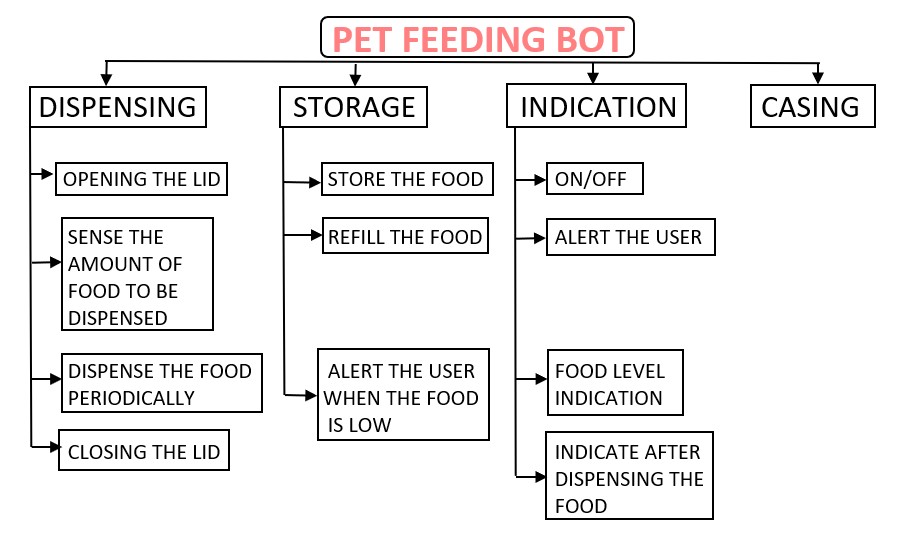 PET FEEDING BOT
DISPENSING
OPENING THE LID
SENSE THE
AMOUNT OF
FOOD TO BE
DISPENSED
DISPENSE THE FOOD
PERIODICALLY
CLOSING THE LID
STORAGE
STORE THE FOOD
REFILL THE FOOD
ALERT THE USER
WHEN THE FOOD
IS LOW
INDICATION
ON/OFF
ALERT THE USER
FOOD LEVEL
INDICATION
INDICATE AFTER
DISPENSING THE
FOOD
CASING